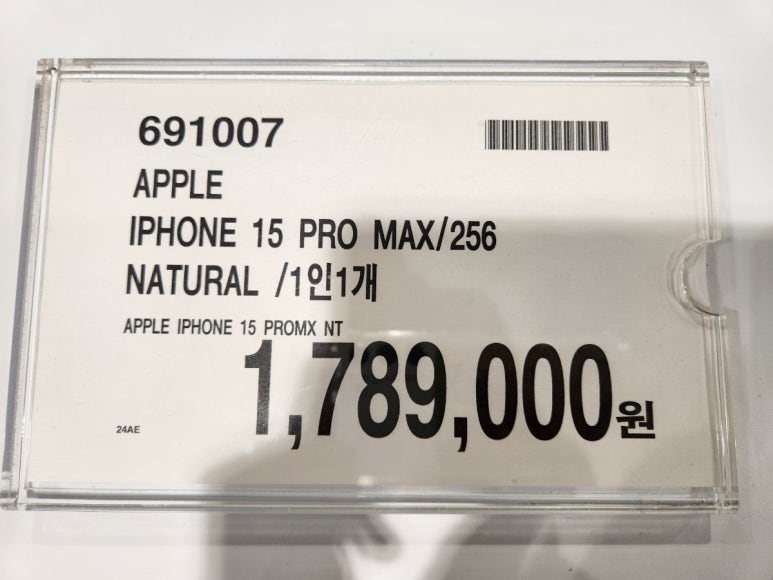 691007
APPLE
IPHONE 15 PRO MAX/256
NATURAL /1인1개
APPLE IPHONE 15 PROMX NT
1,789,000원
24AE